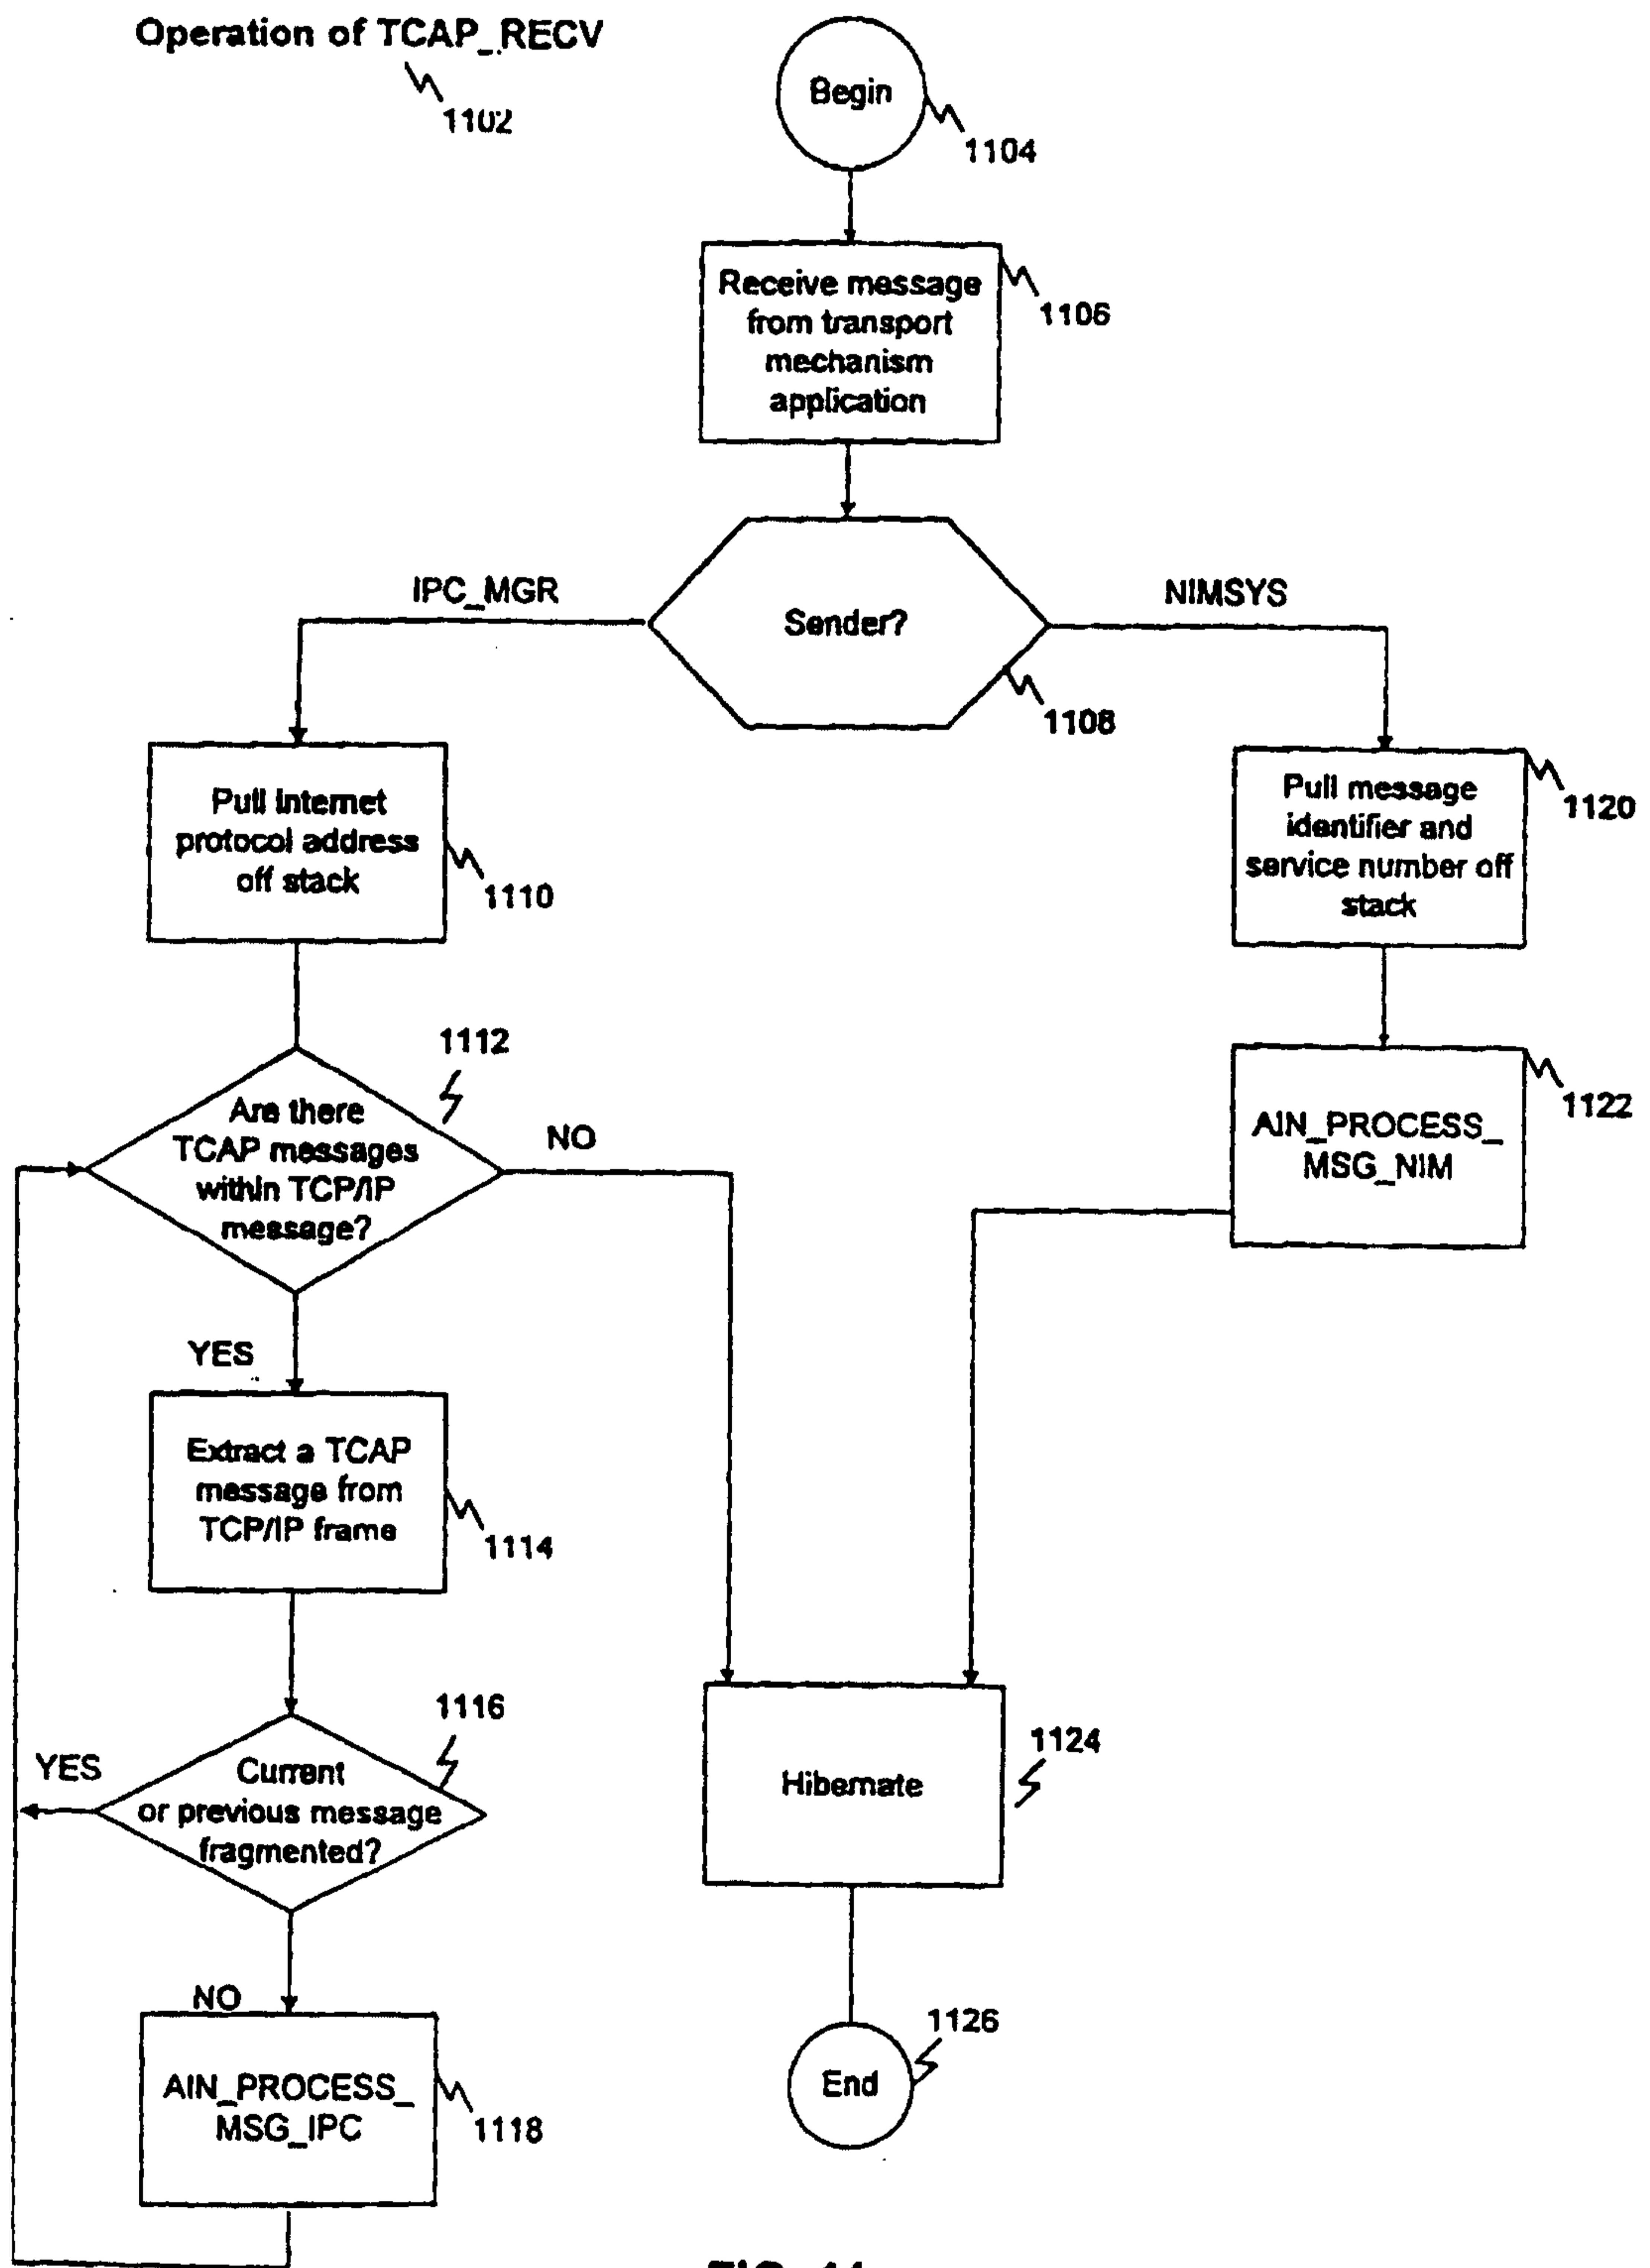 Operation of TCAP_RECV
1102
Begin
1104
Receive message
from transport
mechanism
application
1106
IPC_MGR
Sender?
NIMSYS
1108
Pull Internet
protocol address
off stack
1110
Pull message
identifier and
service number off
stack
1120
1112
Are there
TCAP messages
within TCP/IP
message?
NO
AIN_PROCESS_
MSG_NIM
1122
YES
Extract a TCAP
message from
TCP/IP frame
1114
1116
YES
Current
or previous message
fragmented?
Hibernate
1124
NO
AIN_PROCESS_
MSG_IPC
1118
1126
End